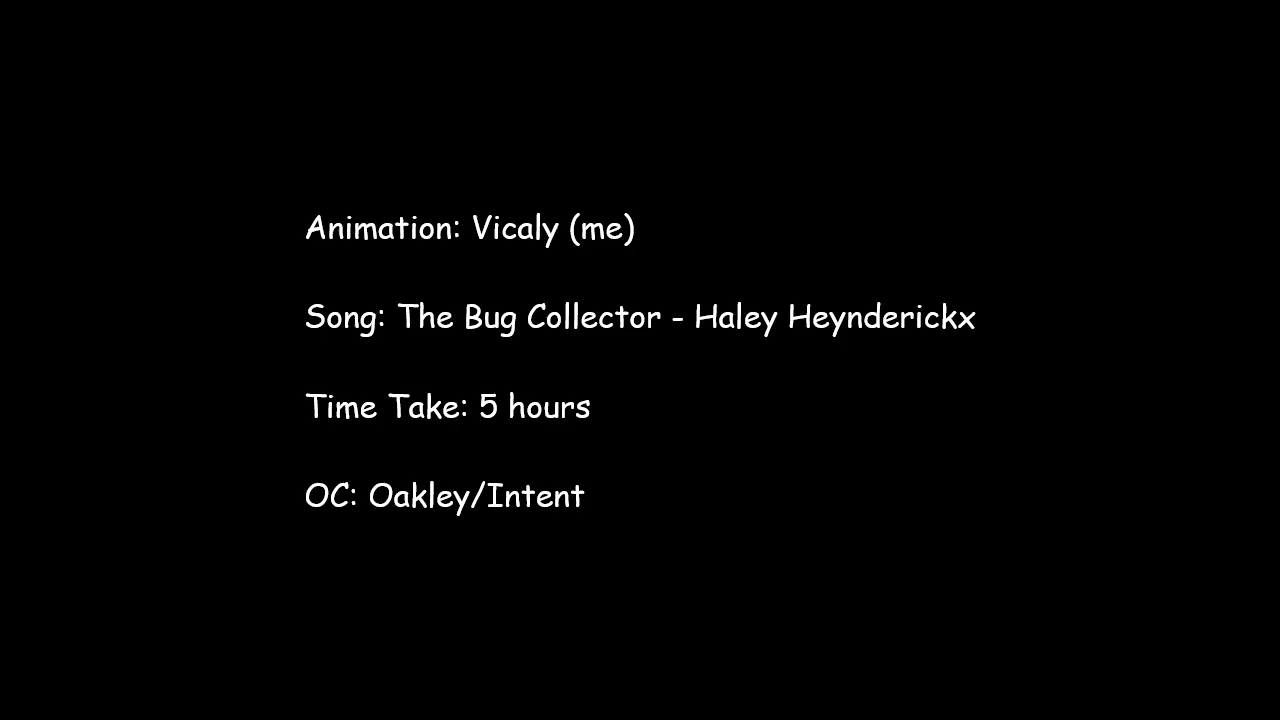 Animation: Vicaly (me)
Song: The Bug Collector - Haley Heynderickx
Time Take: 5 hours
OC: Oakley/Intent